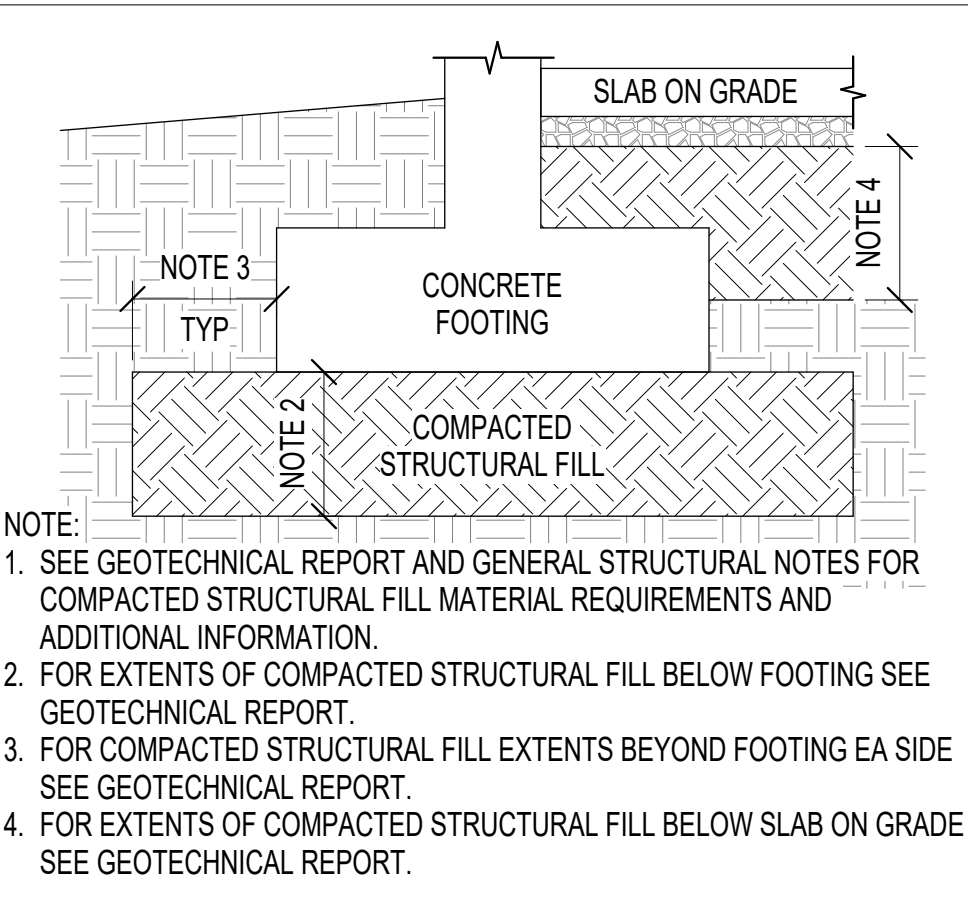 SLAB ON GRADE
NOTE 4
NOTE 3
TYP
CONCRETE
FOOTING
NOTE 2
COMPACTED
STRUCTURAL FILL
NOTE:
1. SEE GEOTECHNICAL REPORT AND GENERAL STRUCTURAL NOTES FOR
COMPACTED STRUCTURAL FILL MATERIAL REQUIREMENTS AND
ADDITIONAL INFORMATION.
2. FOR EXTENTS OF COMPACTED STRUCTURAL FILL BELOW FOOTING SEE
GEOTECHNICAL REPORT.
3. FOR COMPACTED STRUCTURAL FILL EXTENTS BEYOND FOOTING EA SIDE
SEE GEOTECHNICAL REPORT.
4. FOR EXTENTS OF COMPACTED STRUCTURAL FILL BELOW SLAB ON GRADE
SEE GEOTECHNICAL REPORT.